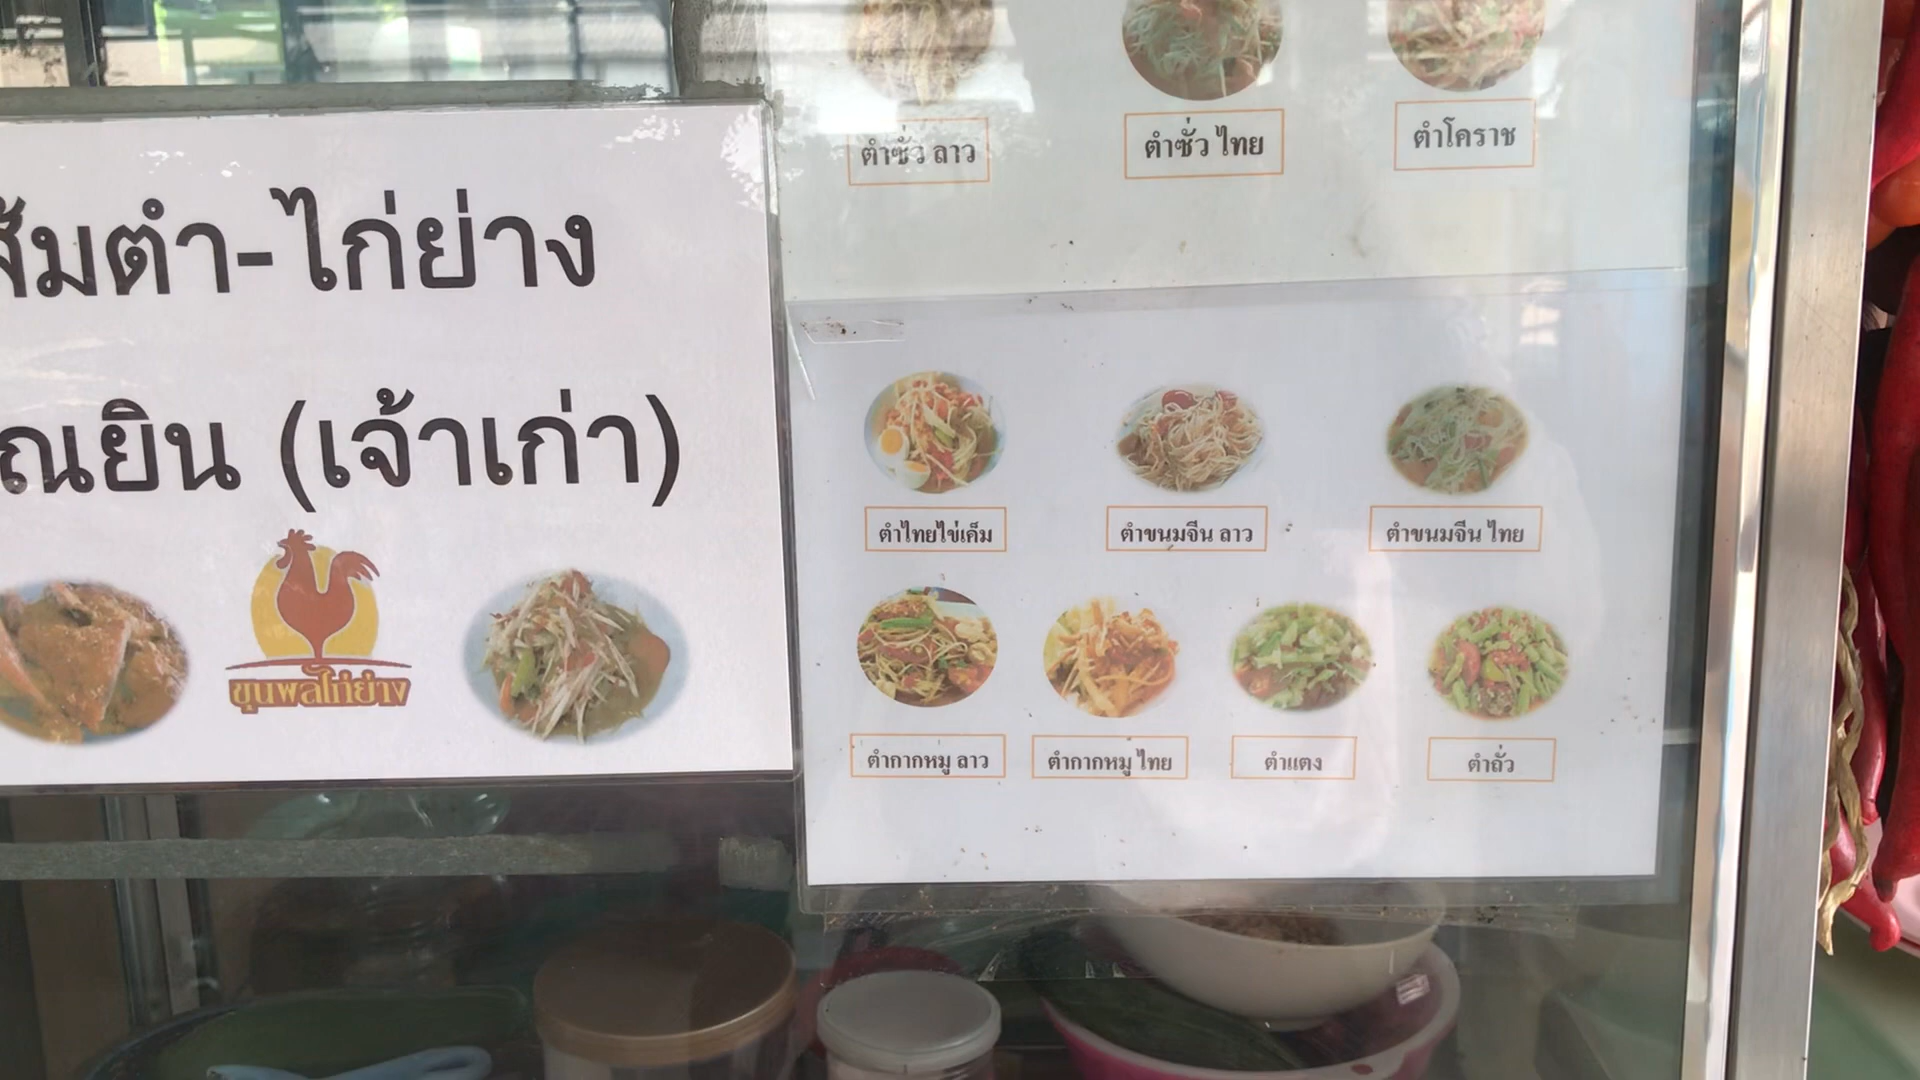 ส้มตำ-ไก่ย่าง
ณยิน (เจ้าเก่า)
ขุนพลไก่ย่าง
ตำซั่ว ลาว
ตำซั่ว ไทย
ตำโคราช
ตำไทยไข่เค็ม
ตำขนมจีน ลาว
ตำขนมจีน ไทย
ตำกากหมู ลาว
ตำกากหมู ไทย
ตำแตง
ตำถั่ว